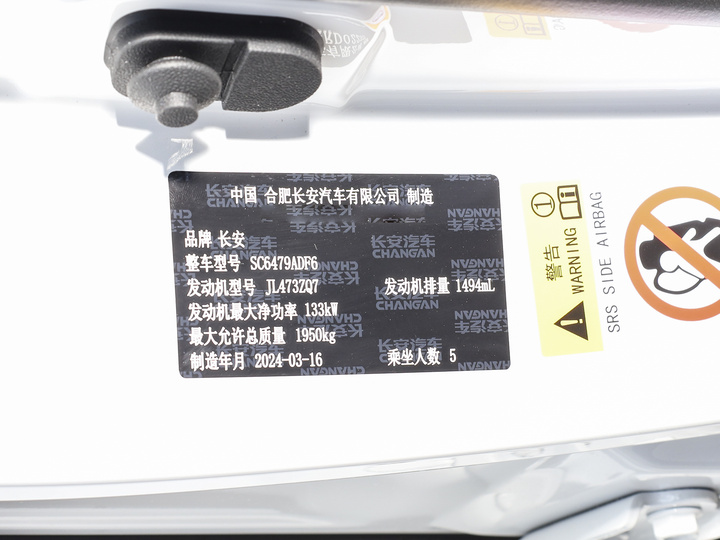 中国 合肥长安汽车有限公司 制造
品牌 长安
整车型号 SC6479ADF6
发动机型号 JL473ZQ7 发动机排量 1494mL
发动机最大净功率 133kW
最大允许总质量 1950kg
制造年月 2024-03-16 乘坐人数 5
长安汽车
CHANGAN
警告
WARNING
SRS SIDE AIRBAG